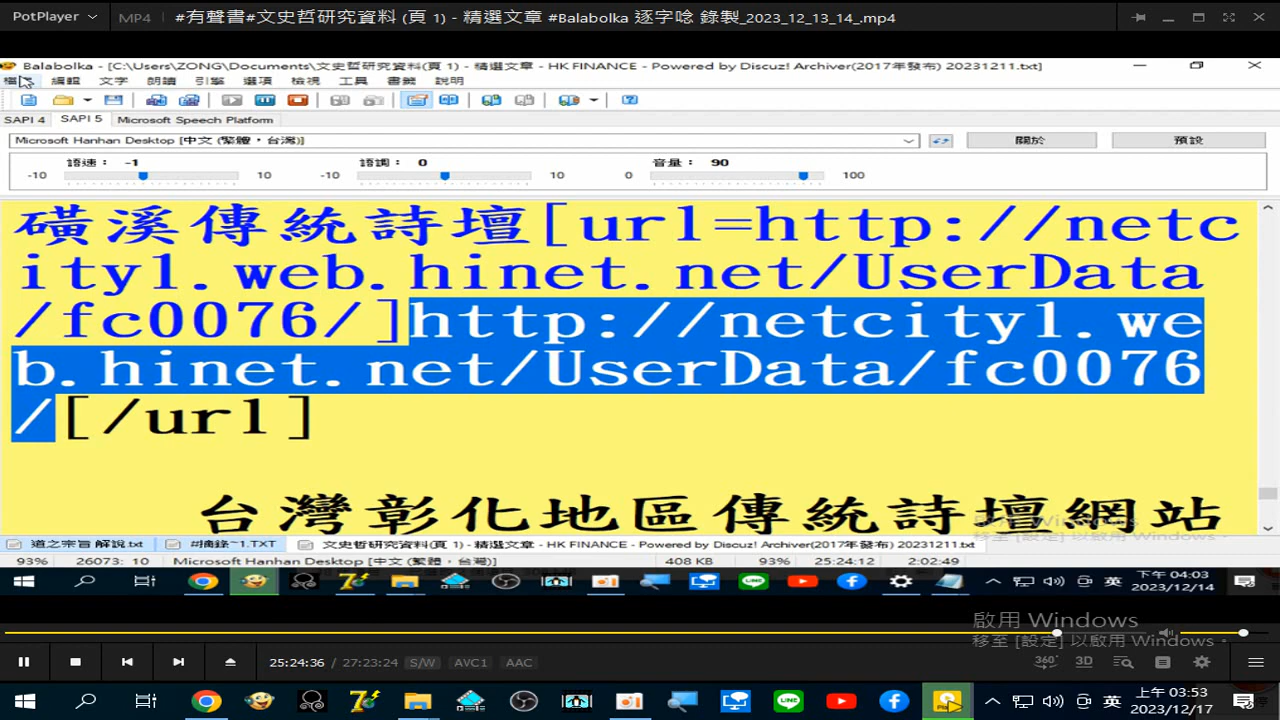 PotPlayer MP4 #有聲書#文史哲研究資料 (頁 1) - 精選文章 #Balabolka 逐字唸 錄製_2023_12_13_14_.mp4
Balabolka - [C:\Users\ZONG\Documents\文史哲研究資料(頁 1) - 精選文章 - HK FINANCE - Powered by Discuz! Archiver(2017年發布) 20231211.txt]
檔案 編輯 文字 朗讀 引擎 選項 檢視 工具 書籤 說明
SAPI 4 SAPI 5 Microsoft Speech Platform
Microsoft Hanhan Desktop [中文 (繁體，台灣)] 關於 預設
語速： -1 語調： 0 音量： 90
-10 10 -10 10 0 100
磺溪傳統詩壇[url=http://netc
ity1.web.hinet.net/UserData
/fc0076/]http://netcity1.we
b.hinet.net/UserData/fc0076
/[/url]
台灣彰化地區傳統詩壇網站
道之宗旨 解說.txt #摘錄~1.TXT 文史哲研究資料(頁 1) - 精選文章 - HK FINANCE - Powered by Discuz! Archiver(2017年發布) 20231211.txt
93% 26073: 10 Microsoft Hanhan Desktop [中文 (繁體，台灣)] 408 KB 93% 25:24:12 2:02:49
英 下午 04:03
2023/12/14
啟用 Windows
移至 [設定] 以啟用 Windows。
25:24:36 / 27:23:24 S/W AVC1 AAC 360° 3D
英 上午 03:53
2023/12/17